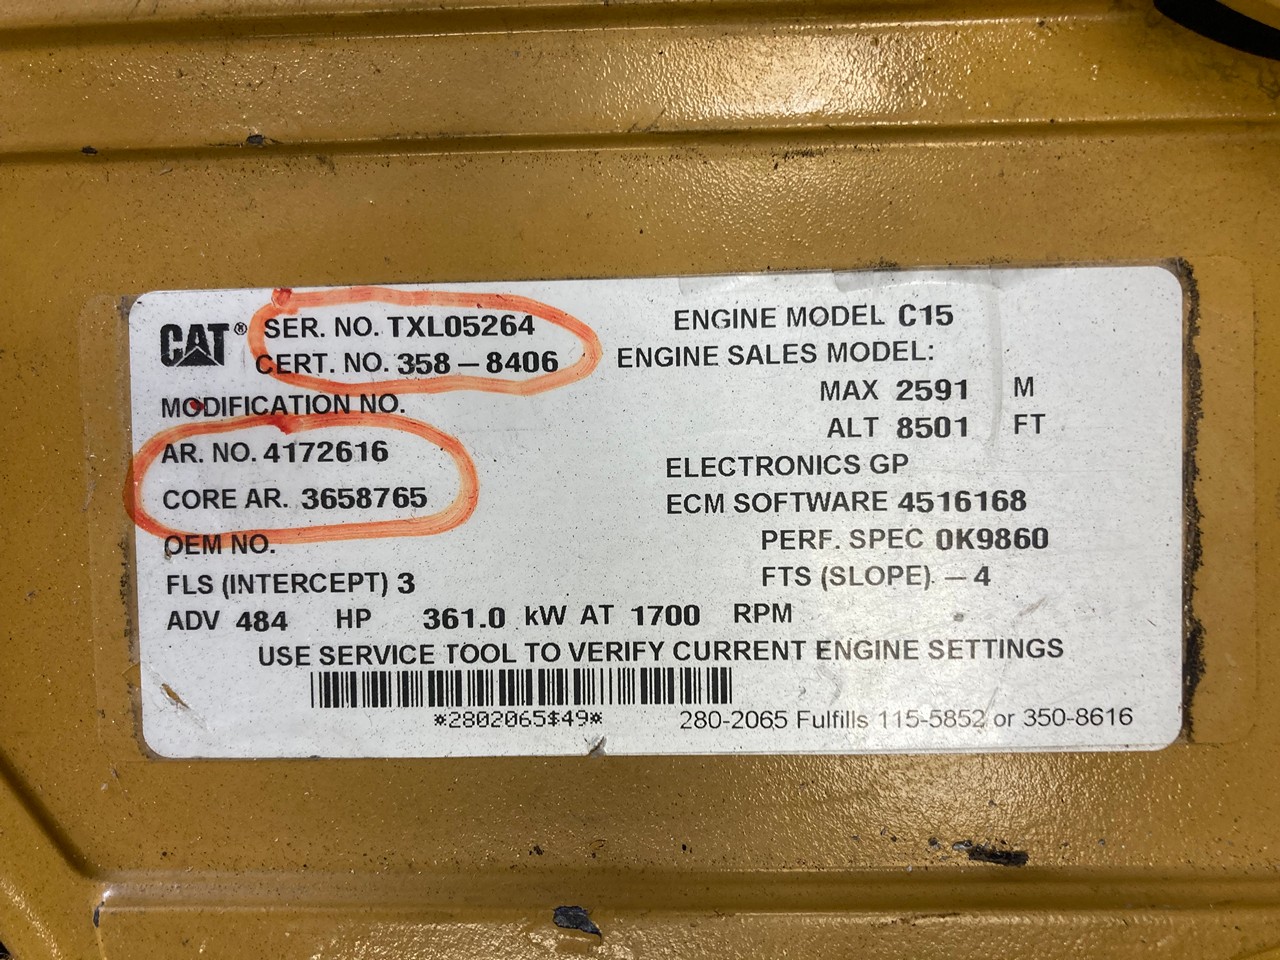 CAT® SER. NO. TXL05264 ENGINE MODEL C15
CERT. NO. 358-8406 ENGINE SALES MODEL:
MAX 2591 M
MODIFICATION NO.
ALT 8501 FT
AR. NO. 4172616
ELECTRONICS GP
CORE AR. 3658765 ECM SOFTWARE 4516168
OEM NO. PERF. SPEC 0K9860
FLS (INTERCEPT) 3 FTS (SLOPE). -4
ADV 484 HP 361.0 kW AT 1700 RPM
USE SERVICE TOOL TO VERIFY CURRENT ENGINE SETTINGS
*2802065$49* 280-2065 Fulfills 115-5852 or 350-8616